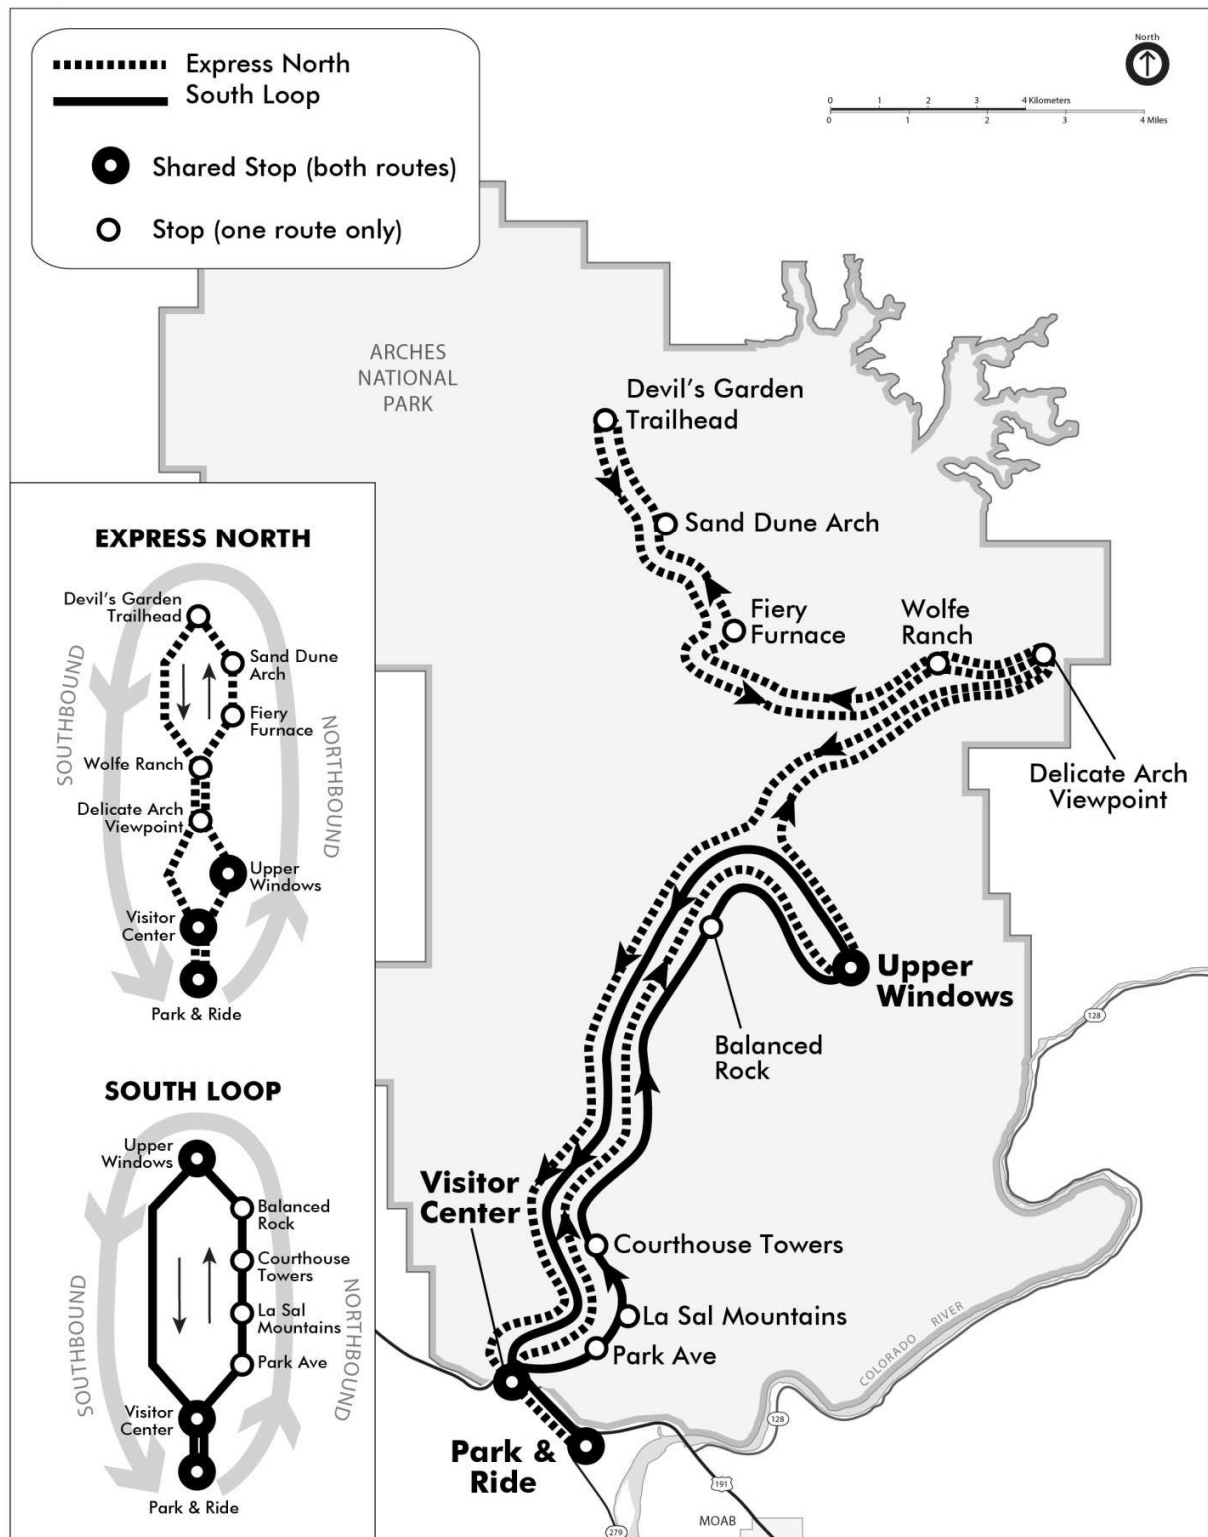 Express North
South Loop
Shared Stop (both routes)
Stop (one route only)
North
0 1 2 3 4 Kilometers
0 1 2 3 4 Miles
ARCHES
NATIONAL
PARK
Devil's Garden
Trailhead
Sand Dune Arch
Fiery
Furnace
Wolfe
Ranch
Delicate Arch
Viewpoint
Upper
Windows
Balanced
Rock
Visitor
Center
Courthouse Towers
La Sal Mountains
Park Ave
Park &
Ride
COLORADO RIVER
128
128
191
279
MOAB
EXPRESS NORTH
Devil's Garden
Trailhead
Sand Dune
Arch
Fiery
Furnace
Wolfe Ranch
Delicate Arch
Viewpoint
Upper
Windows
Visitor
Center
Park & Ride
SOUTHBOUND
NORTHBOUND
SOUTH LOOP
Upper
Windows
Balanced
Rock
Courthouse
Towers
La Sal
Mountains
Park Ave
Visitor
Center
Park & Ride
SOUTHBOUND
NORTHBOUND